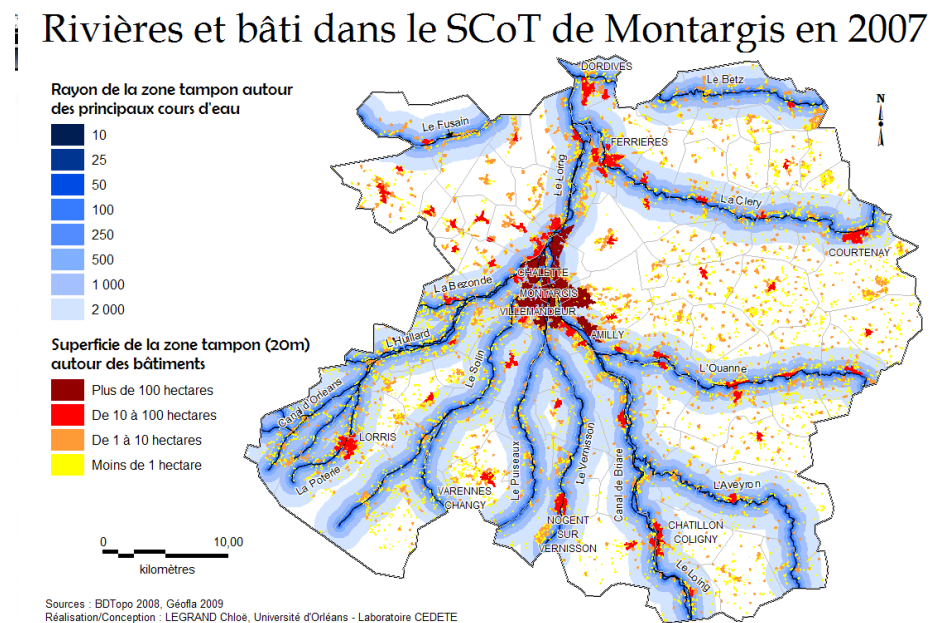 Rivières et bâti dans le SCoT de Montargis en 2007
Rayon de la zone tampon autour
des principaux cours d'eau
10
25
50
100
250
500
1 000
2 000
Superficie de la zone tampon (20m)
autour des bâtiments
Plus de 100 hectares
De 10 à 100 hectares
De 1 à 10 hectares
Moins de 1 hectare
0
10,00
kilomètres
N
DORDIVES
Le Betz
Le Fusain
FERRIERES
Le Loing
La Clery
COURTENAY
CHALETTE
La Bezonde
MONTARGIS
VILLEMANDEUR
AMILLY
L'Huillard
Le Solin
L'Ouanne
Canal d'Orleans
LORRIS
La Poterie
VARENNES
CHANGY
Le Puiseaux
Le Vernisson
Canal de Briare
L'Aveyron
NOGENT
SUR
VERNISSON
CHATILLON
COLIGNY
Le Loing
Sources : BDTopo 2008, Géofla 2009
Réalisation/Conception : LEGRAND Chloë, Université d'Orléans - Laboratoire CEDETE